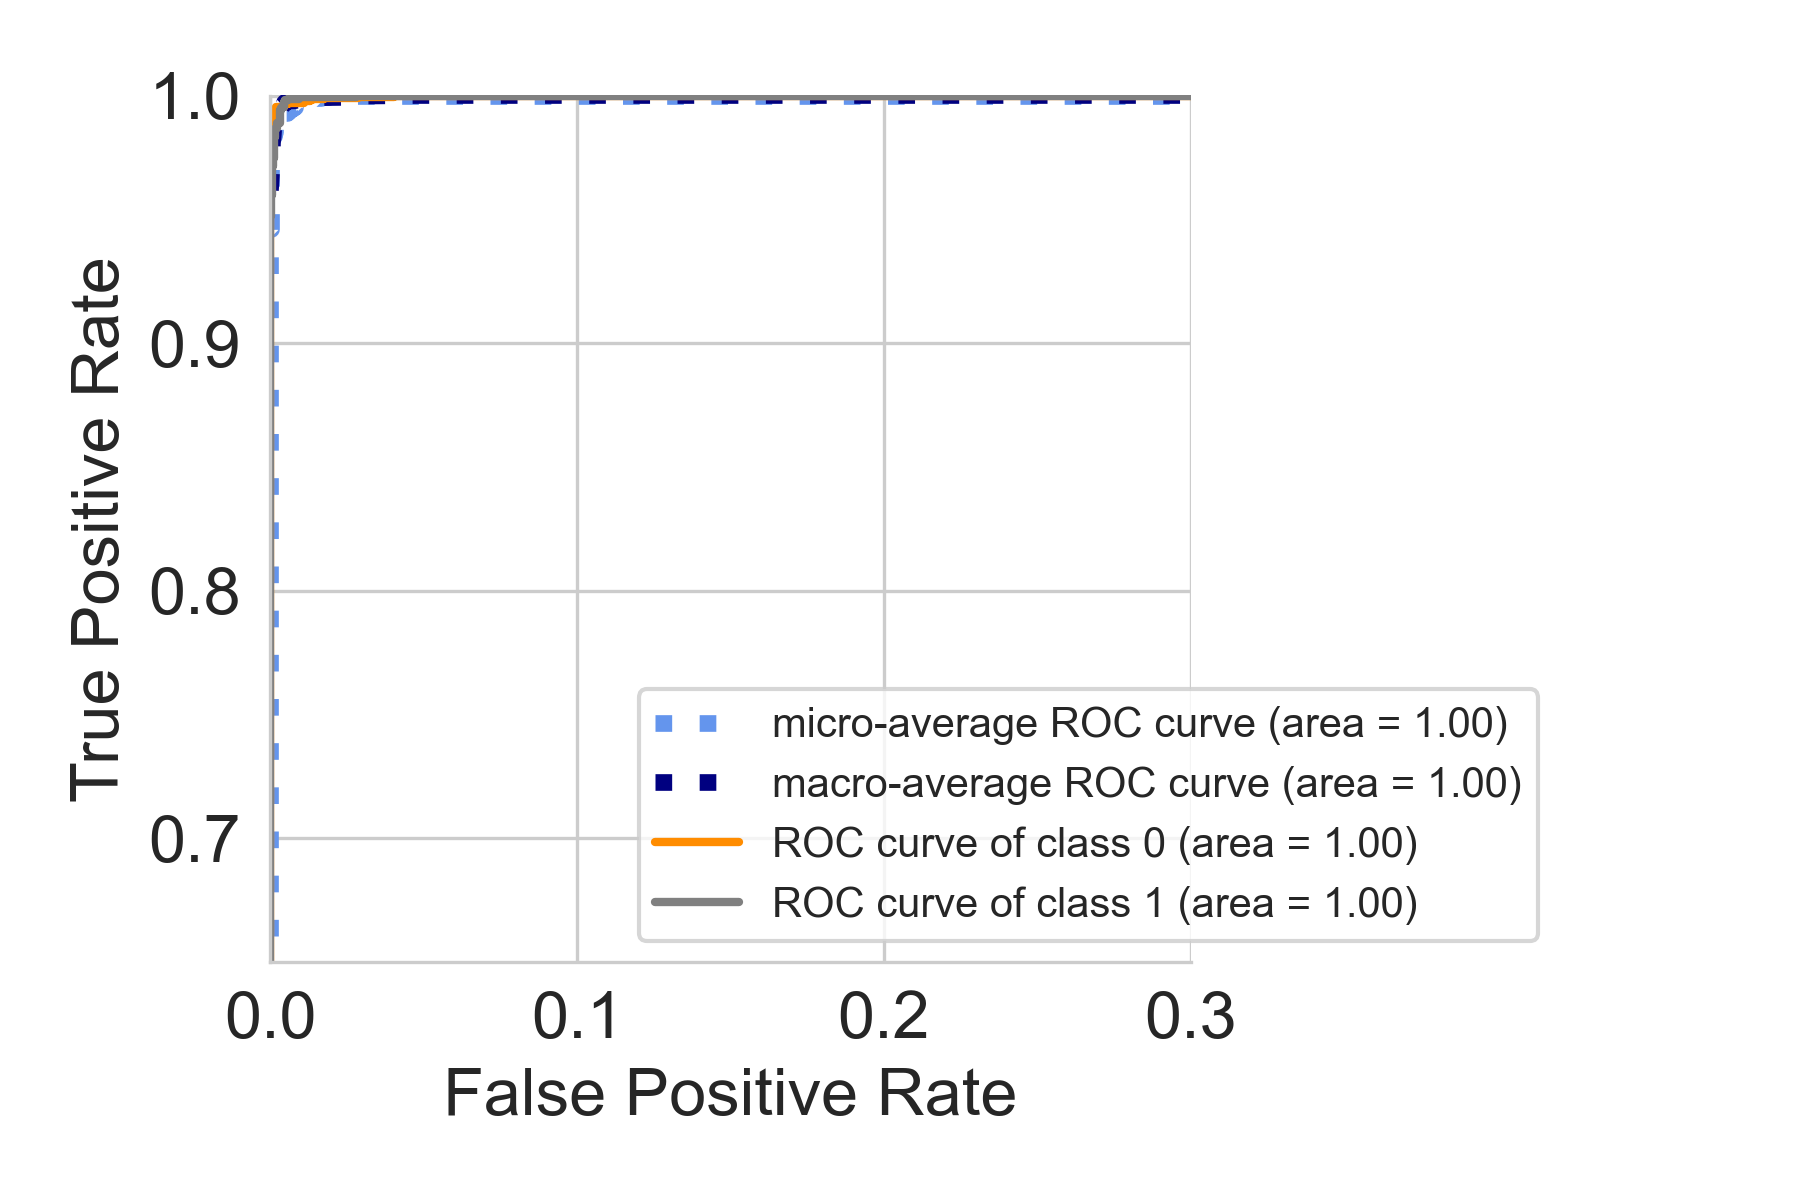 1.0
0.9
0.8
0.7
True Positive Rate
micro-average ROC curve (area = 1.00)
macro-average ROC curve (area = 1.00)
ROC curve of class 0 (area = 1.00)
ROC curve of class 1 (area = 1.00)
0.0 0.1 0.2 0.3
False Positive Rate